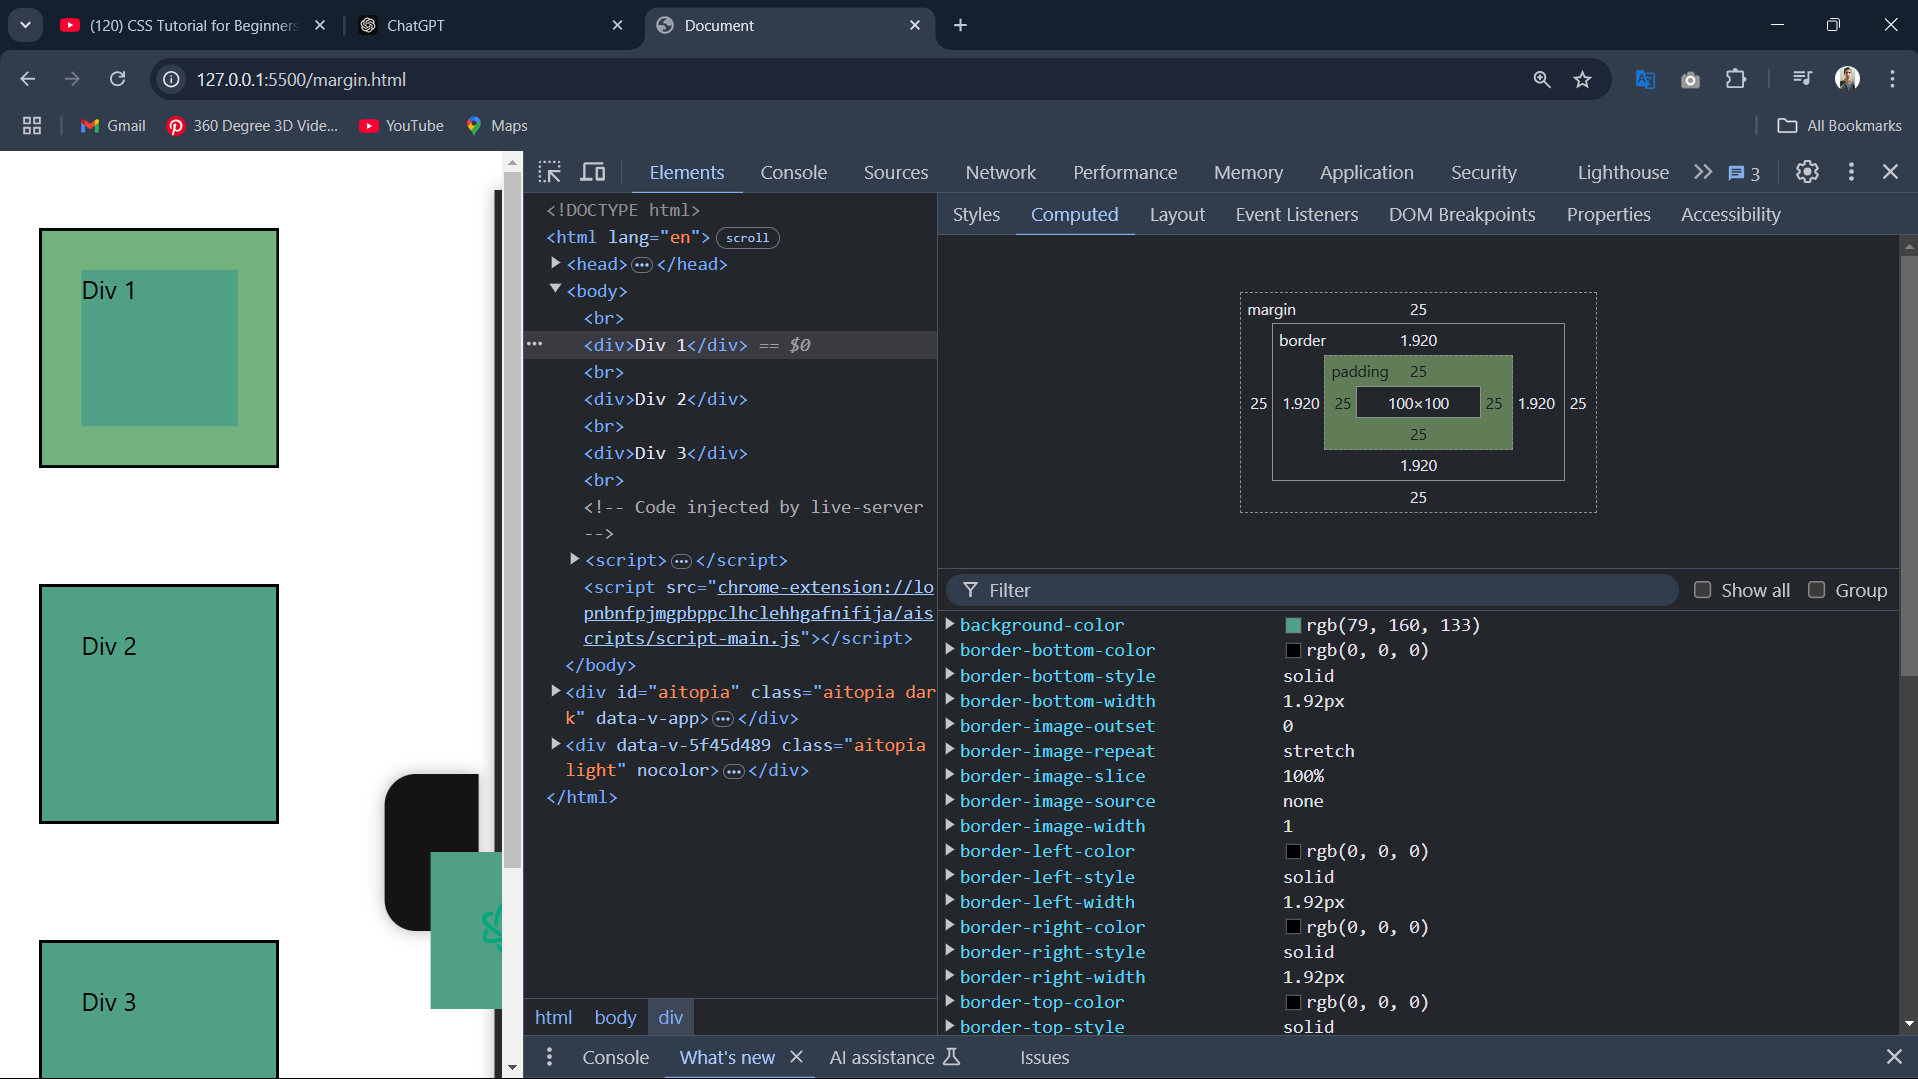 (120) CSS Tutorial for Beginners
ChatGPT
Document
127.0.0.1:5500/margin.html
Gmail
360 Degree 3D Vide...
YouTube
Maps
All Bookmarks
Div 1
Div 2
Div 3
Elements
Console
Sources
Network
Performance
Memory
Application
Security
Lighthouse
3
<!DOCTYPE html>
<html lang="en"> scroll
<head> ··· </head>
<body>
<br>
··· <div>Div 1</div> == $0
<br>
<div>Div 2</div>
<br>
<div>Div 3</div>
<br>
<!-- Code injected by live-server
-->
<script> ··· </script>
<script src="chrome-extension://lo
pnbnfpjmgpbppclhclehhgafnifija/ais
cripts/script-main.js"></script>
</body>
<div id="aitopia" class="aitopia dar
k" data-v-app> ··· </div>
<div data-v-5f45d489 class="aitopia
light" nocolor> ··· </div>
</html>
html
body
div
Styles
Computed
Layout
Event Listeners
DOM Breakpoints
Properties
Accessibility
margin 25
border 1.920
padding 25
25 1.920 25 100×100 25 1.920 25
25
1.920
25
Filter
Show all
Group
background-color rgb(79, 160, 133)
border-bottom-color rgb(0, 0, 0)
border-bottom-style solid
border-bottom-width 1.92px
border-image-outset 0
border-image-repeat stretch
border-image-slice 100%
border-image-source none
border-image-width 1
border-left-color rgb(0, 0, 0)
border-left-style solid
border-left-width 1.92px
border-right-color rgb(0, 0, 0)
border-right-style solid
border-right-width 1.92px
border-top-color rgb(0, 0, 0)
border-top-style solid
Console
What's new
AI assistance
Issues